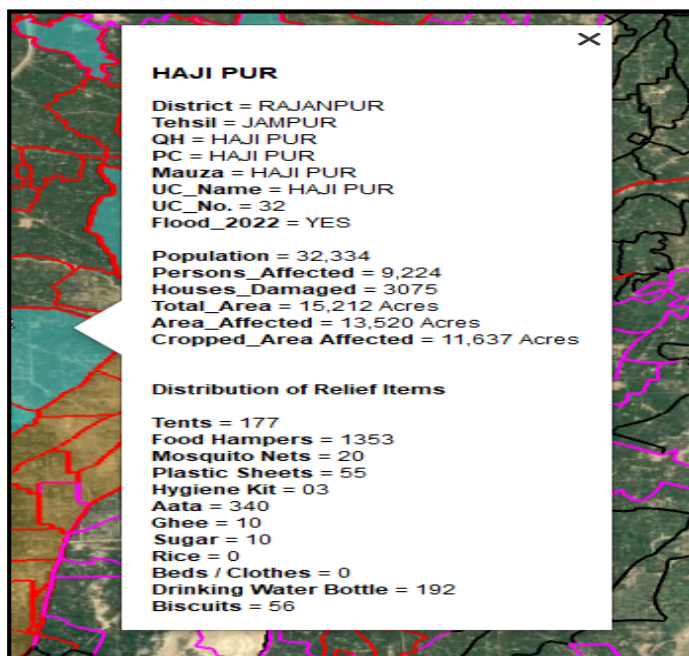 HAJI PUR
District = RAJANPUR
Tehsil = JAMPUR
QH = HAJI PUR
PC = HAJI PUR
Mauza = HAJI PUR
UC_Name = HAJI PUR
UC_No. = 32
Flood_2022 = YES
Population = 32,334
Persons_Affected = 9,224
Houses_Damaged = 3075
Total_Area = 15,212 Acres
Area_Affected = 13,520 Acres
Cropped_Area Affected = 11,637 Acres
Distribution of Relief Items
Tents = 177
Food Hampers = 1353
Mosquito Nets = 20
Plastic Sheets = 55
Hygiene Kit = 03
Aata = 340
Ghee = 10
Sugar = 10
Rice = 0
Beds / Clothes = 0
Drinking Water Bottle = 192
Biscuits = 56